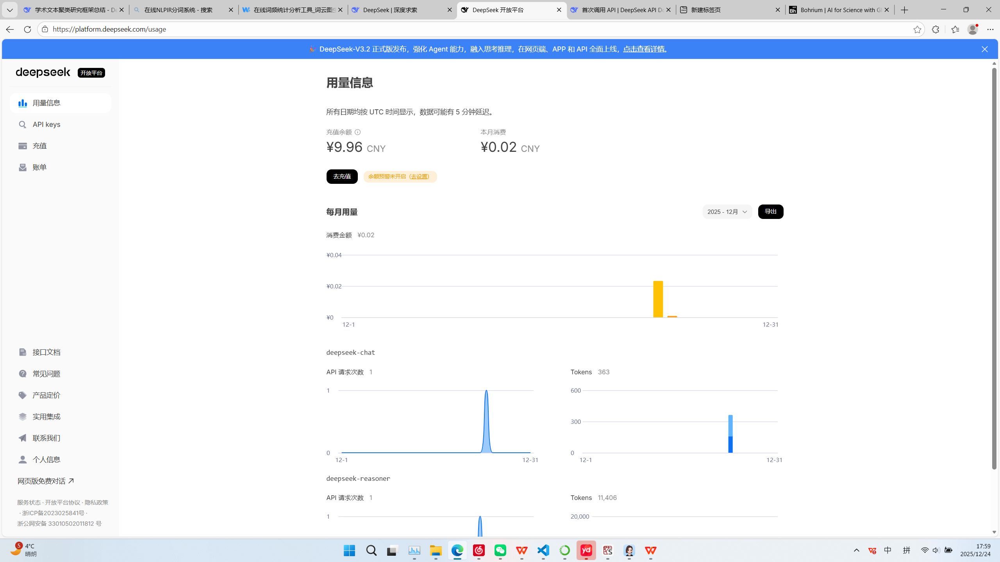 学术文本聚类研究框架总结 - De
在线NLPIR分词系统 - 搜索
在线词频统计分析工具_词云图生
DeepSeek | 深度求索
DeepSeek 开放平台
首次调用 API | DeepSeek API Do
新建标签页
Bohrium | AI for Science with Gl
https://platform.deepseek.com/usage
DeepSeek-V3.2 正式版发布，强化 Agent 能力，融入思考推理，在网页端、APP 和 API 全面上线，点击查看详情。
deepseek 开放平台
用量信息
API keys
充值
账单
接口文档
常见问题
产品定价
实用集成
联系我们
个人信息
网页版免费对话
服务状态 · 开放平台协议 · 隐私政策
· 浙ICP备2023025841号 ·
浙公网安备 33010502011812 号
用量信息
所有日期均按 UTC 时间显示，数据可能有 5 分钟延迟。
充值余额
¥9.96 CNY
本月消费
¥0.02 CNY
去充值
余额预警未开启（去设置）
每月用量
2025 - 12月
导出
消费金额 ¥0.02
¥0.04
¥0.02
¥0
12-1
12-31
deepseek-chat
API 请求次数 1
1
0
12-1
12-31
Tokens 363
600
300
0
12-1
12-31
deepseek-reasoner
API 请求次数 1
1
Tokens 11,406
20,000
5
4°C
晴朗
yd
中
拼
17:59
2025/12/24